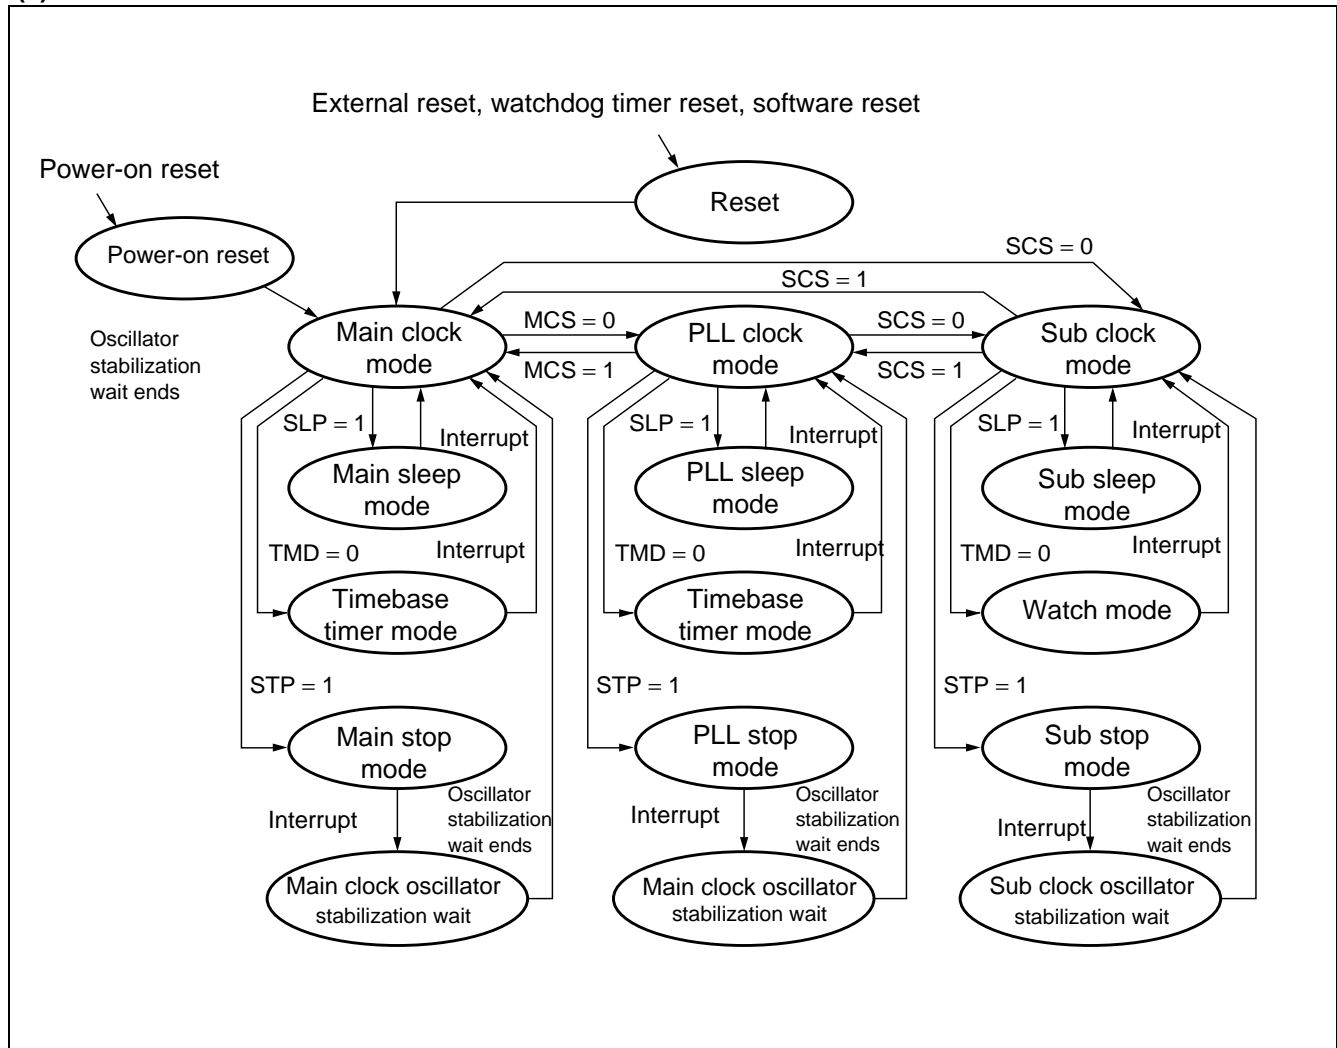 External reset, watchdog timer reset, software reset
Power-on reset
Reset
Power-on reset
SCS = 0
SCS = 1
Oscillator
stabilization
wait ends
Main clock
mode
MCS = 0
MCS = 1
PLL clock
mode
SCS = 0
SCS = 1
Sub clock
mode
SLP = 1
Interrupt
SLP = 1
Interrupt
SLP = 1
Interrupt
Main sleep
mode
PLL sleep
mode
Sub sleep
mode
TMD = 0
Interrupt
TMD = 0
Interrupt
TMD = 0
Interrupt
Timebase
timer mode
Timebase
timer mode
Watch mode
STP = 1
STP = 1
STP = 1
Main stop
mode
PLL stop
mode
Sub stop
mode
Interrupt
Oscillator
stabilization
wait ends
Interrupt
Oscillator
stabilization
wait ends
Interrupt
Oscillator
stabilization
wait ends
Main clock oscillator
stabilization wait
Main clock oscillator
stabilization wait
Sub clock oscillator
stabilization wait